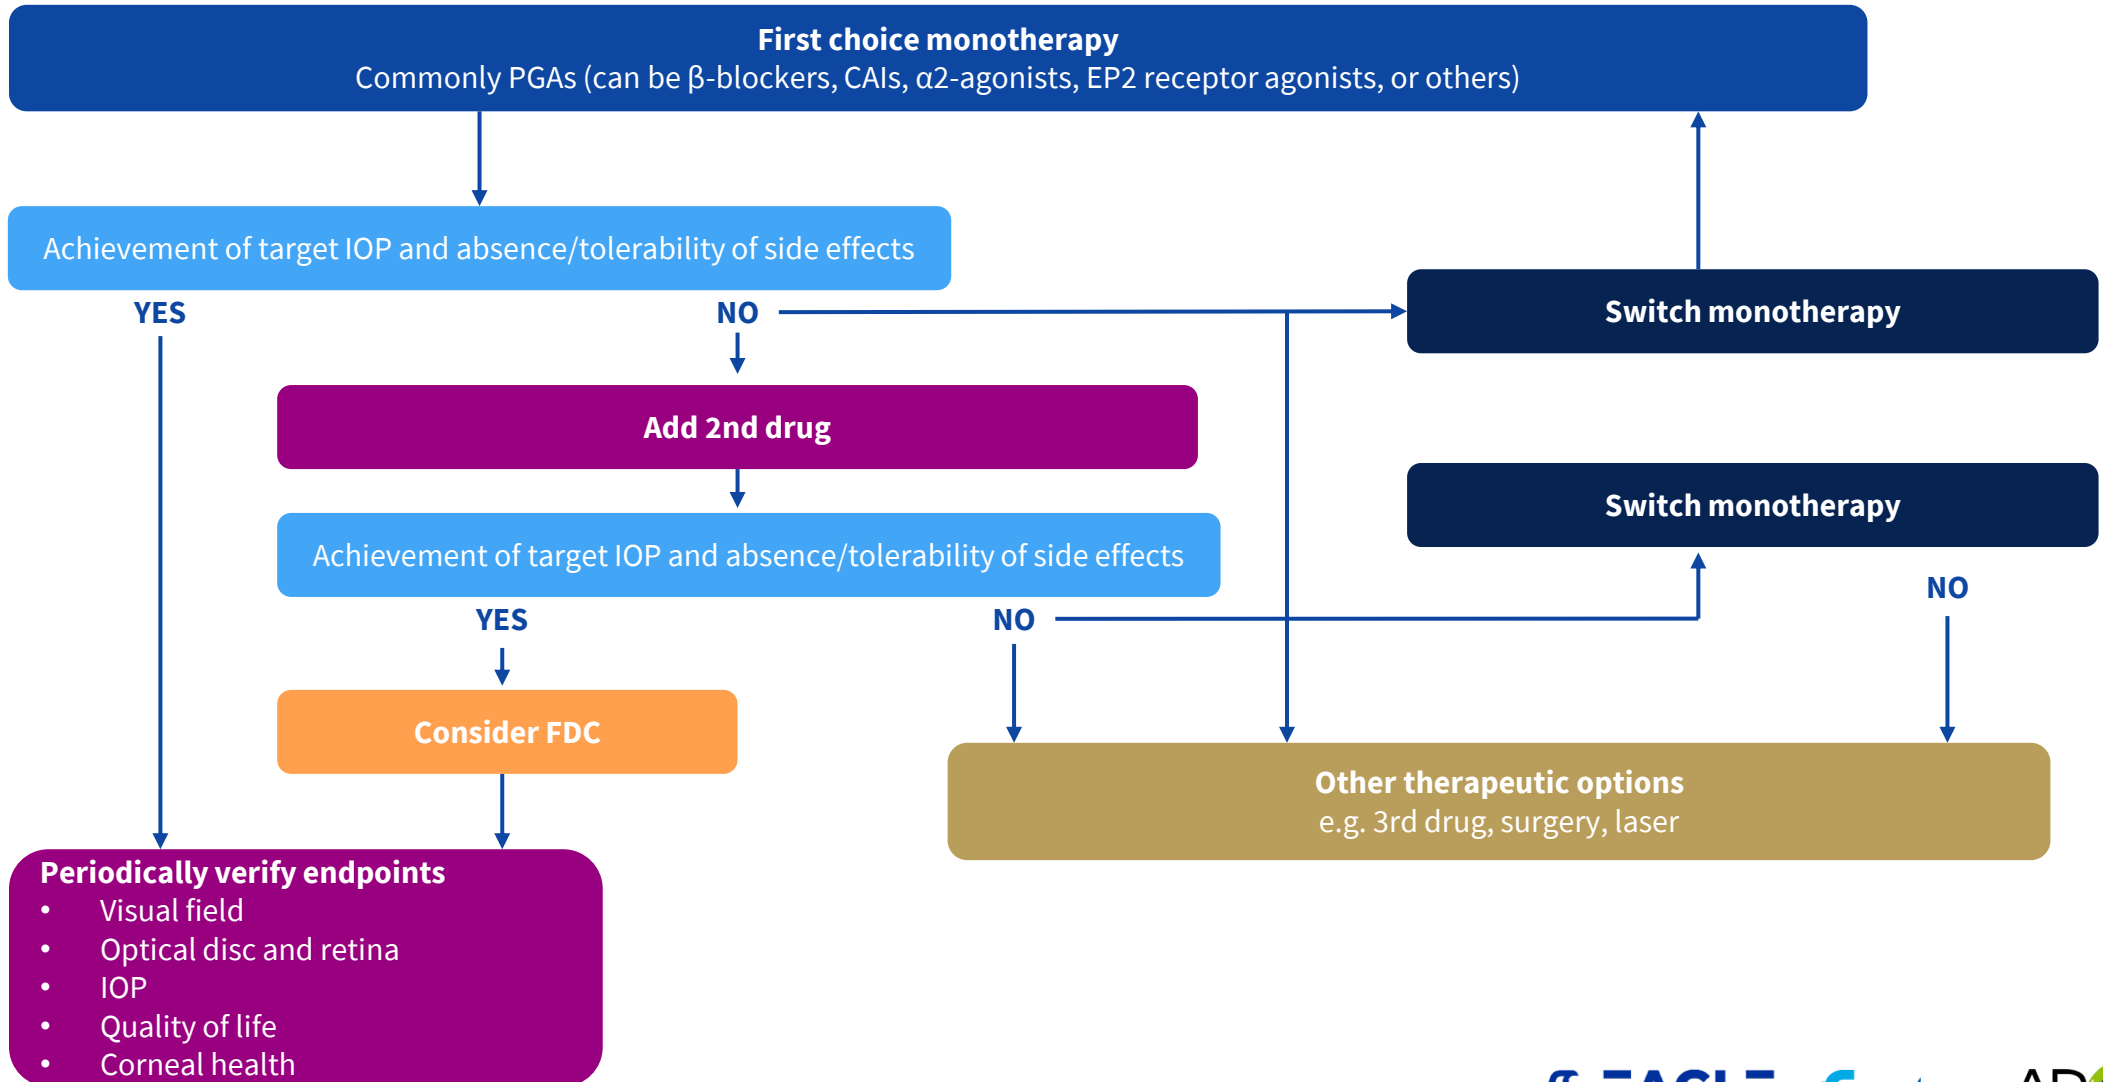 First choice monotherapy
Commonly PGAs (can be β-blockers, CAIs, α2-agonists, EP2 receptor agonists, or others)
Achievement of target IOP and absence/tolerability of side effects
YES
NO
Switch monotherapy
Add 2nd drug
Switch monotherapy
Achievement of target IOP and absence/tolerability of side effects
YES
NO
NO
Consider FDC
Other therapeutic options
e.g. 3rd drug, surgery, laser
Periodically verify endpoints
• Visual field
• Optical disc and retina
• IOP
• Quality of life
• Corneal health